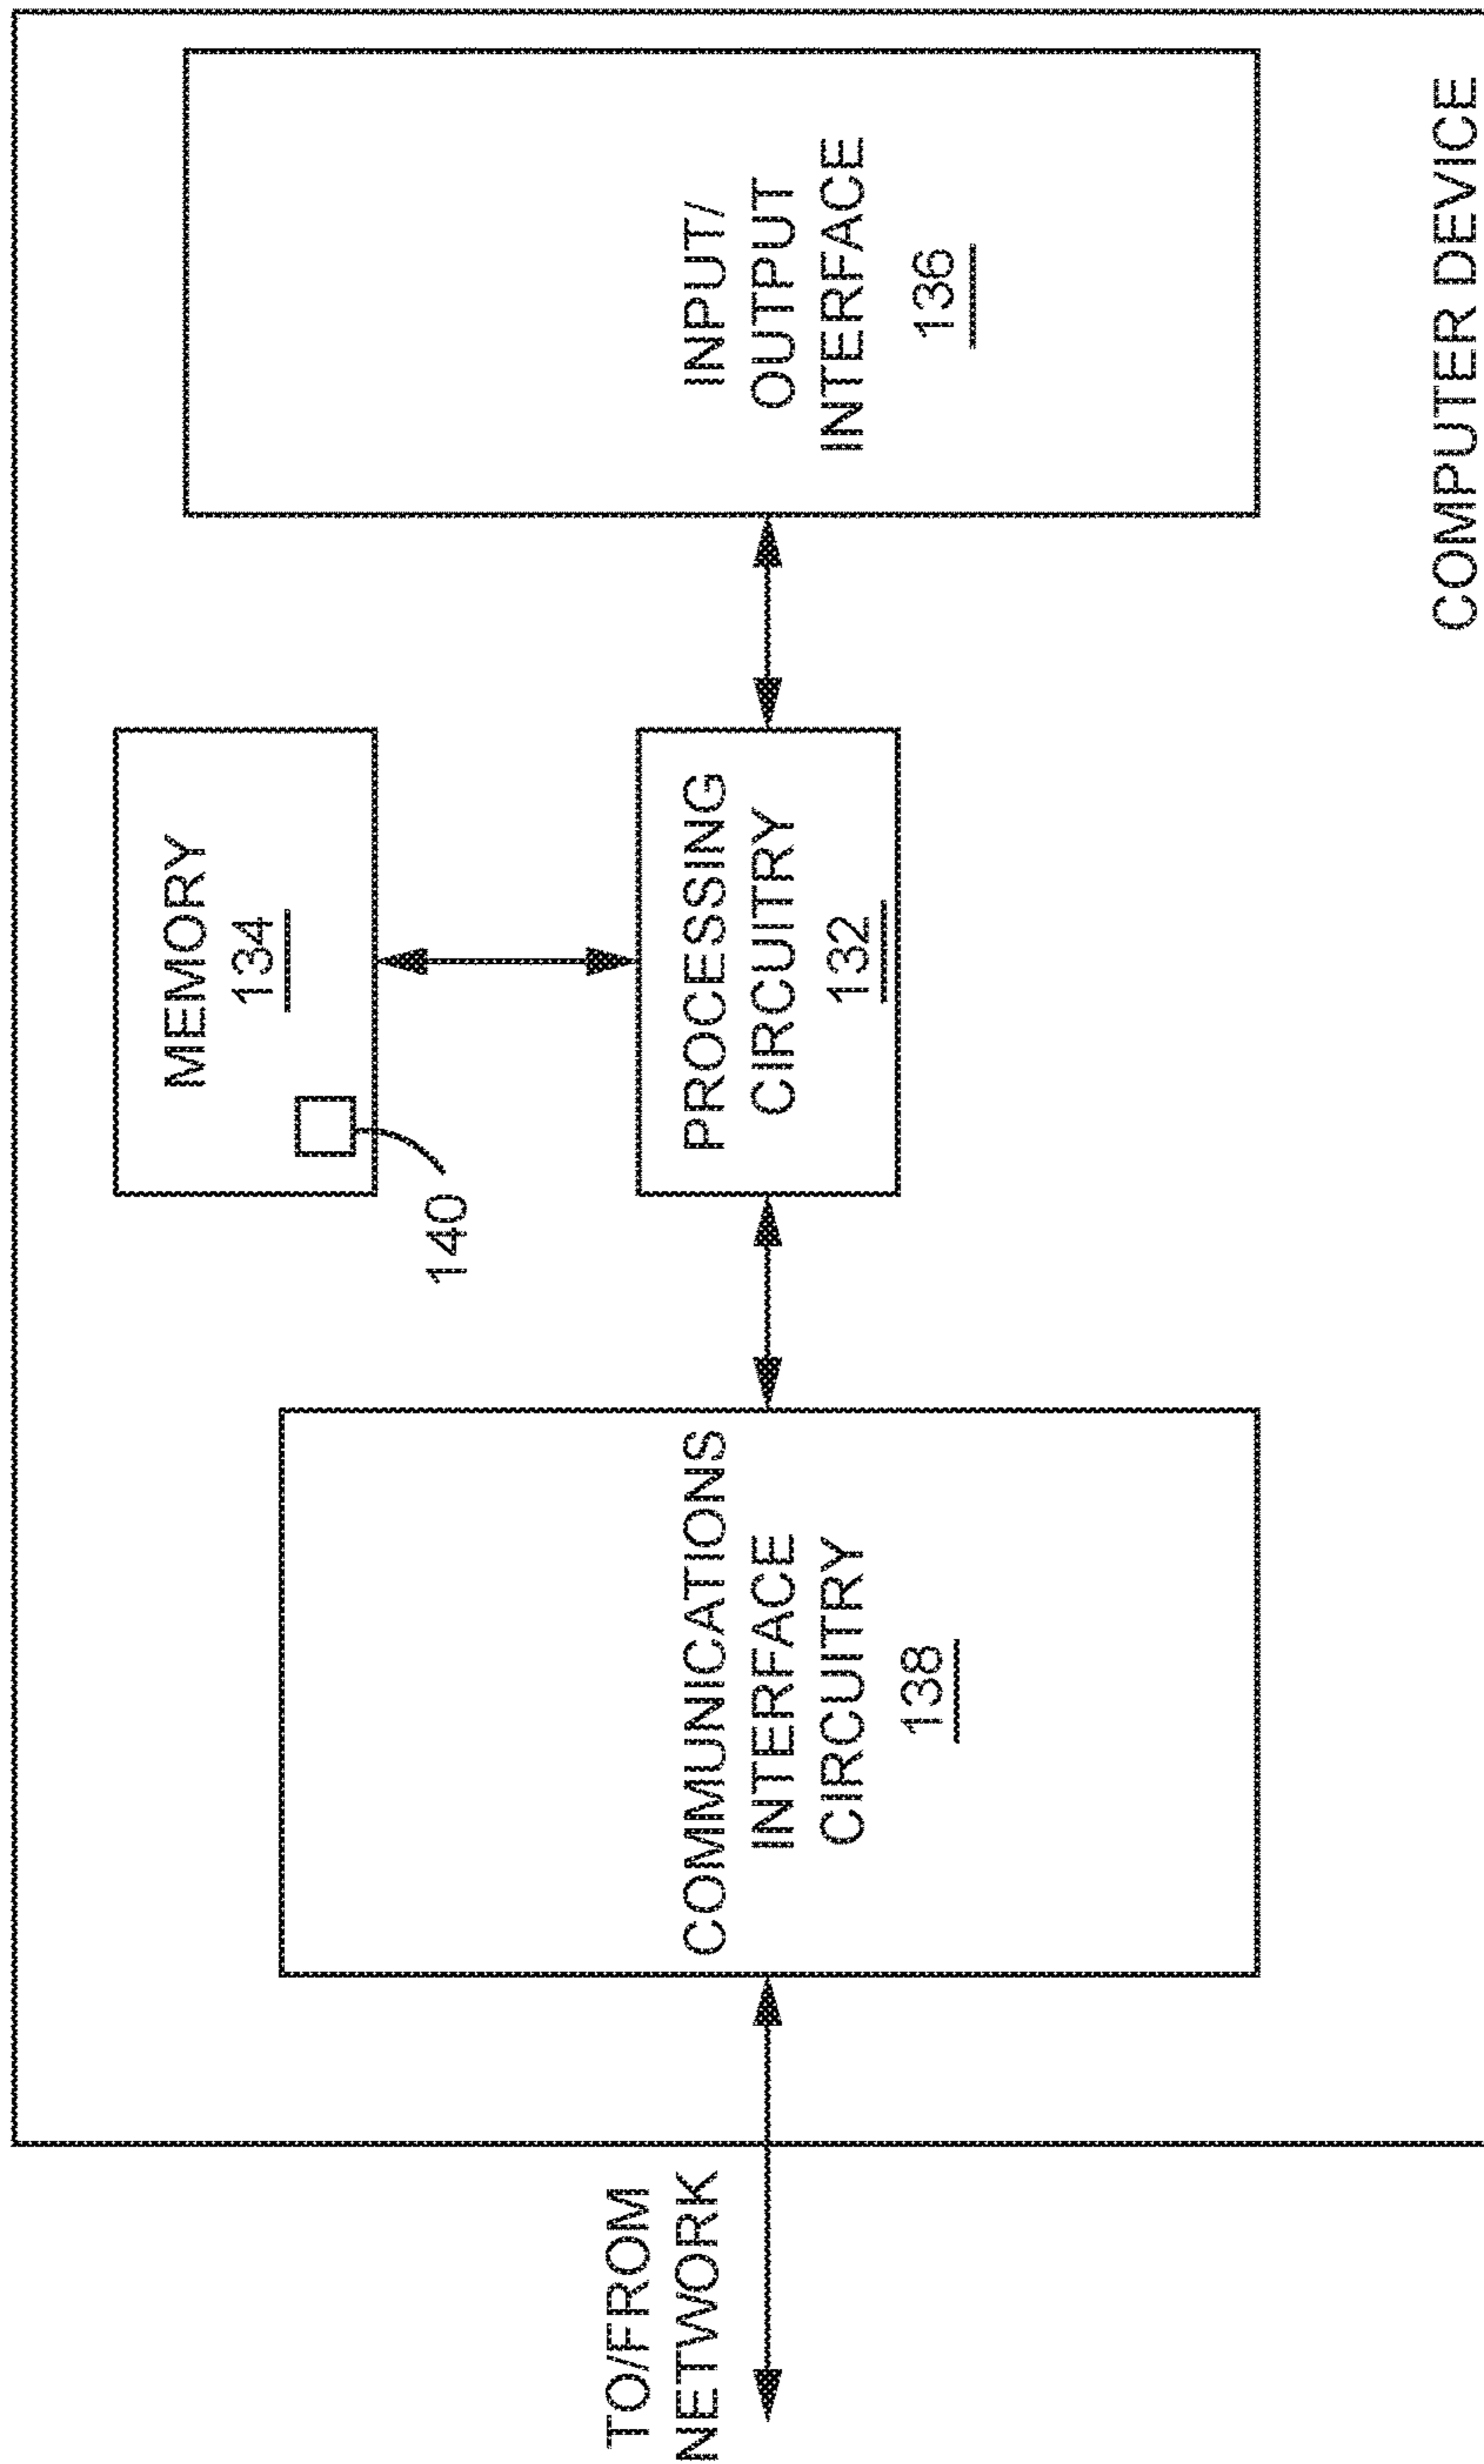 TO/FROM
NETWORK
COMMUNICATIONS
INTERFACE
CIRCUITRY
138
MEMORY
134
140
PROCESSING
CIRCUITRY
132
INPUT/
OUTPUT
INTERFACE
136
COMPUTER DEVICE